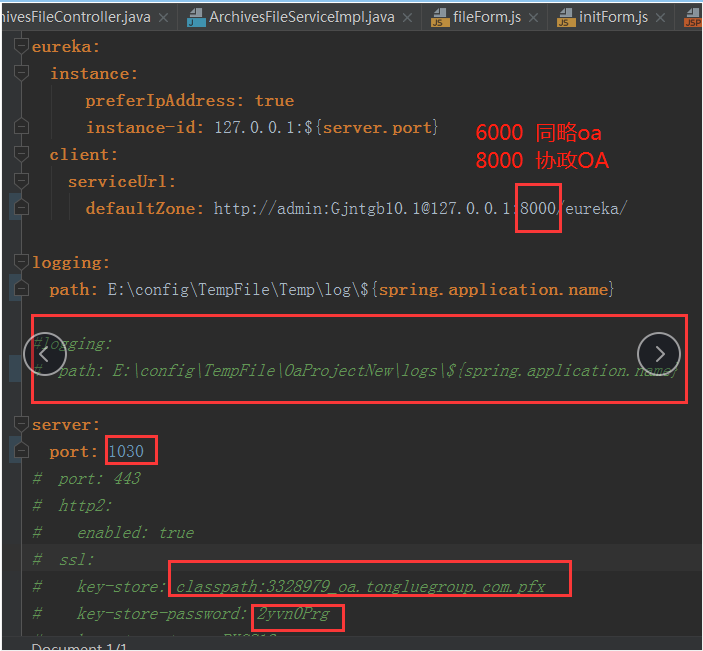 hivesFileController.java × ArchivesFileServiceImpl.java × fileForm.js × initForm.js × JSP
eureka:
instance:
preferIpAddress: true
instance-id: 127.0.0.1:${server.port}
6000 同略oa
client:
8000 协政OA
serviceUrl:
defaultZone: http://admin:Gjntgb10.1@127.0.0.1:8000/eureka/
logging:
path: E:\config\TempFile\Temp\log\${spring.application.name}
#logging:
# path: E:\config\TempFile\OaProjectNew\logs\${spring.application.name}
server:
port: 1030
# port: 443
# http2:
# enabled: true
# ssl:
# key-store: classpath:3328979_oa.tongluegroup.com.pfx
# key-store-password: 2yvn0Prg
Document 1/1